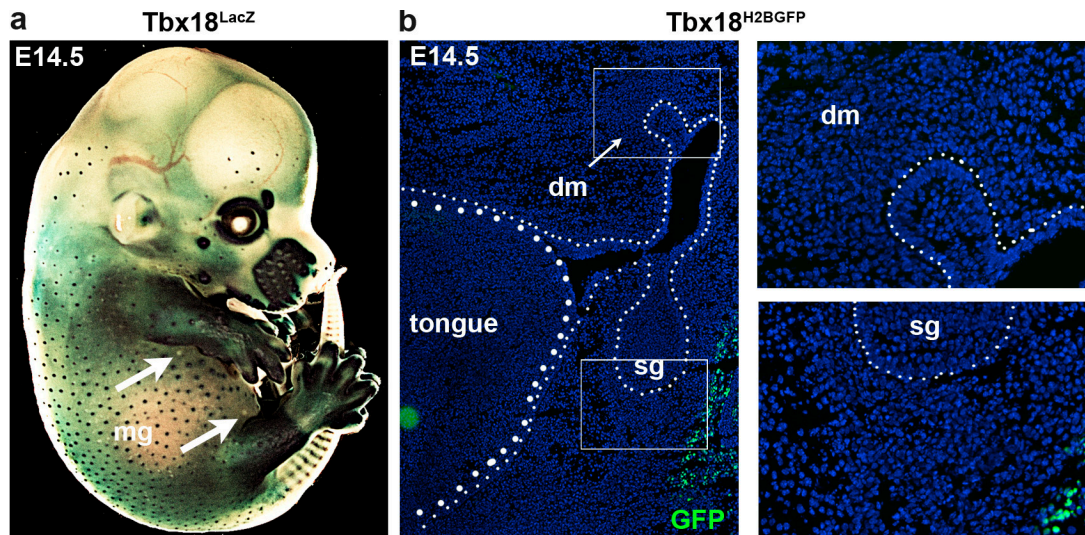 a
Tbx18LacZ
E14.5
mg
b
Tbx18H2BGFP
E14.5
dm
tongue
sg
GFP
dm
sg